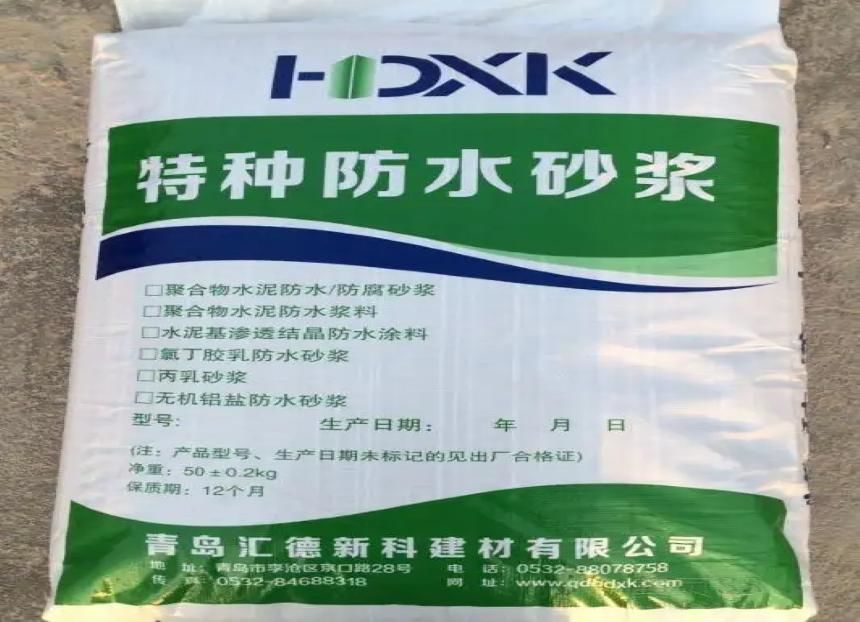 HDXK
特种防水砂浆
□聚合物水泥防水/防腐砂浆
□聚合物水泥防水浆料
□水泥基渗透结晶防水涂料
□氯丁胶乳防水砂浆
□丙乳砂浆
□无机铝盐防水砂浆
型号: 生产日期: 年 月 日
(注: 产品型号、生产日期未标记的见出厂合格证)
净重: 50±0.2kg
保质期: 12个月
青岛汇德新科建材有限公司
地 址: 青岛市李沧区京口路28号 电 话: 0532-88078758
传 真: 0532-84688318 网 址: